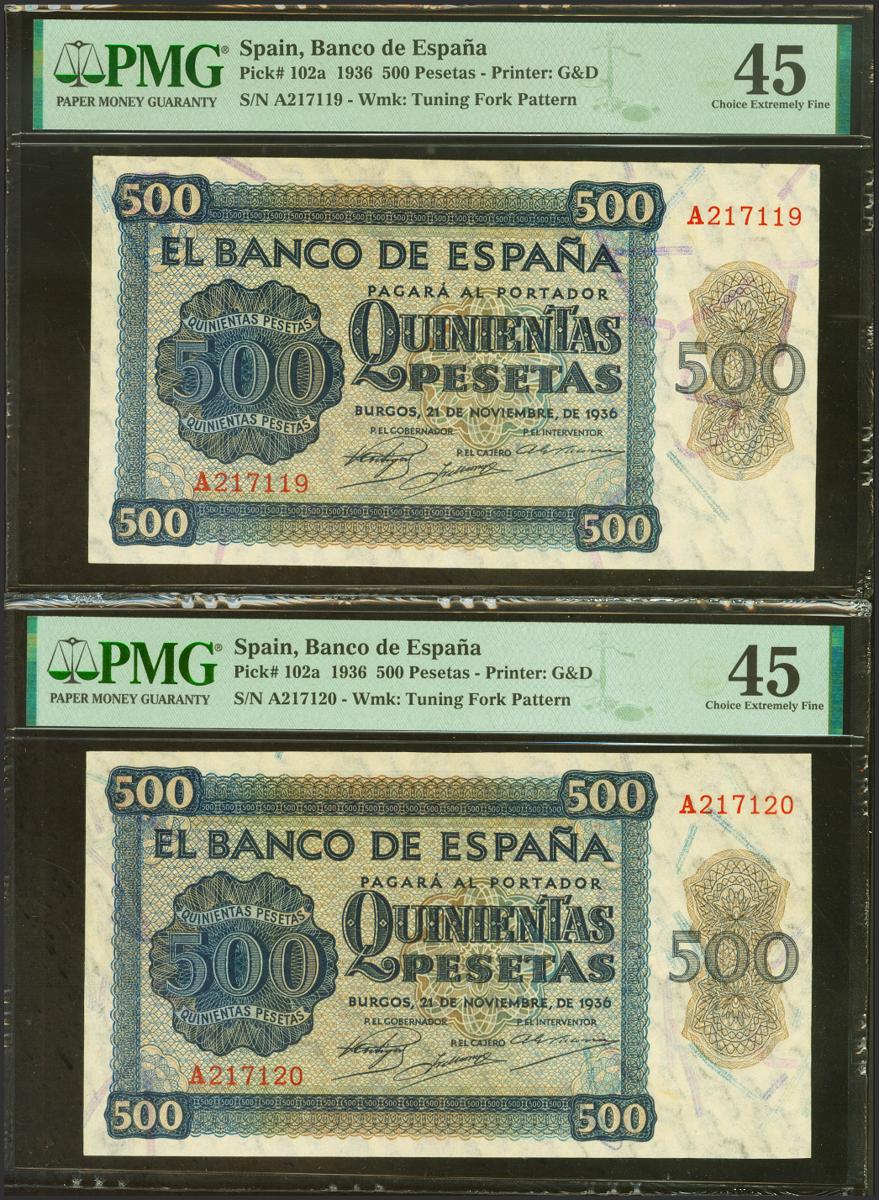 PMG®
PAPER MONEY GUARANTY
Spain, Banco de España
Pick# 102a 1936 500 Pesetas - Printer: G&D
S/N A217119 - Wmk: Tuning Fork Pattern
45
Choice Extremely Fine
500
500
A217119
EL BANCO DE ESPAÑA
PAGARÁ AL PORTADOR
QUINIENTAS PESETAS
500
QUINIENTAS PESETAS
QUINIENTAS
PESETAS
500
BURGOS, 21 DE NOVIEMBRE, DE 1936
P.EL GOBERNADOR
P.EL INTERVENTOR
P.EL CAJERO
A217119
500
500
PMG®
PAPER MONEY GUARANTY
Spain, Banco de España
Pick# 102a 1936 500 Pesetas - Printer: G&D
S/N A217120 - Wmk: Tuning Fork Pattern
45
Choice Extremely Fine
500
500
A217120
EL BANCO DE ESPAÑA
PAGARÁ AL PORTADOR
QUINIENTAS PESETAS
500
QUINIENTAS PESETAS
QUINIENTAS
PESETAS
500
BURGOS, 21 DE NOVIEMBRE, DE 1936
P.EL GOBERNADOR
P.EL INTERVENTOR
P.EL CAJERO
A217120
500
500